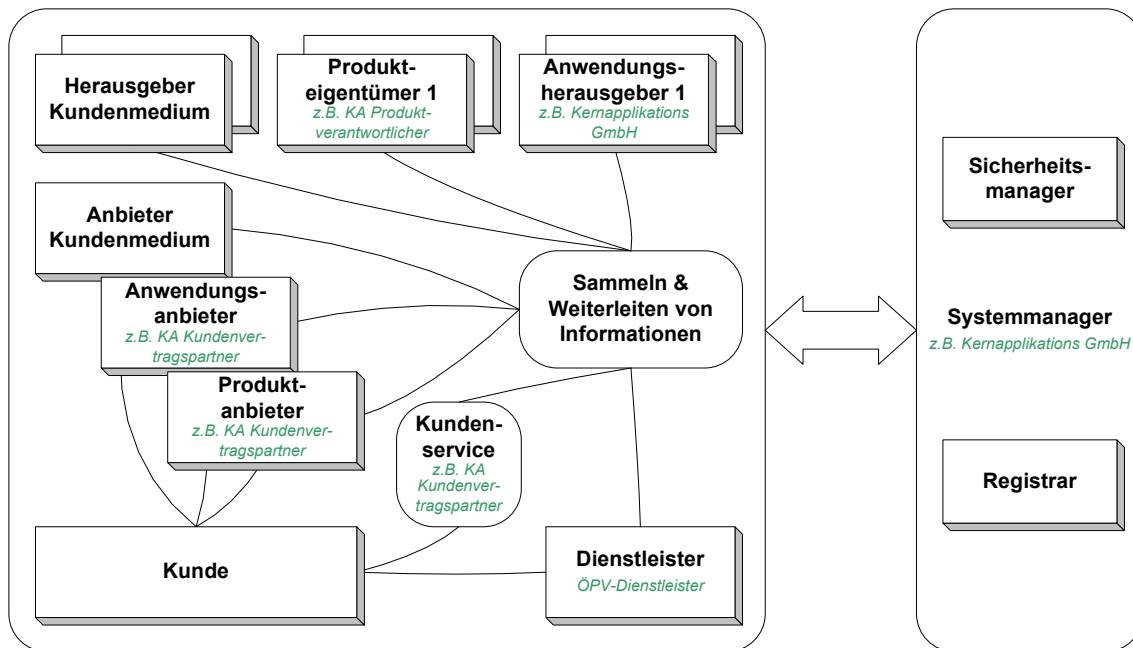 Herausgeber
Kundenmedium
Produkt-
eigentümer 1
z.B. KA Produkt-
verantwortlicher
Anwendungs-
herausgeber 1
z.B. Kernapplikations
GmbH
Anbieter
Kundenmedium
Anwendungs-
anbieter
z.B. KA Kundenver-
tragspartner
Produkt-
anbieter
z.B. KA Kundenver-
tragspartner
Sammeln &
Weiterleiten von
Informationen
Kunden-
service
z.B. KA
Kundenver-
tragspartner
Kunde
Dienstleister
ÖPV-Dienstleister
Sicherheits-
manager
Systemmanager
z.B. Kernapplikations GmbH
Registrar